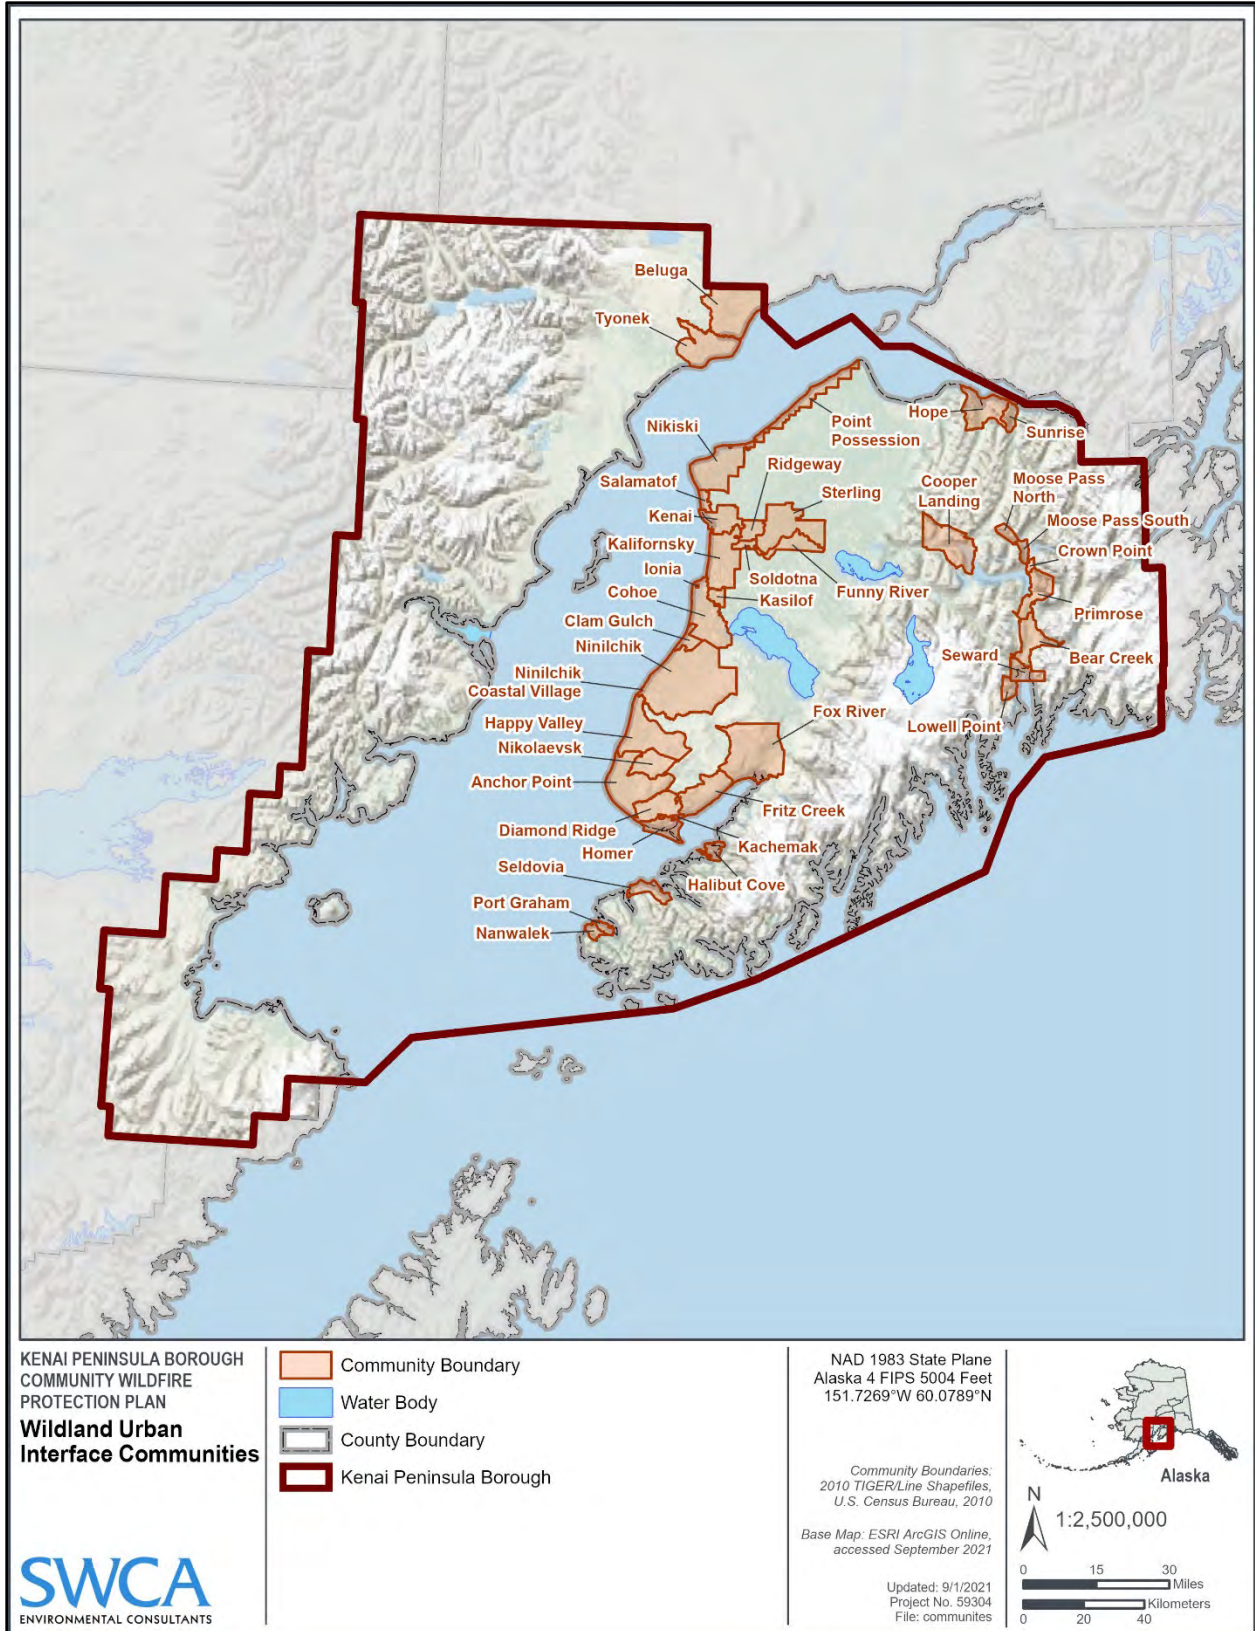 Beluga
Tyonek
Hope
Sunrise
Point
Possession
Nikiski
Ridgeway
Salamatof
Sterling
Cooper
Landing
Moose Pass
North
Kenai
Moose Pass South
Kalifornsky
Crown Point
Ionia
Soldotna
Funny River
Cohoe
Kasilof
Primrose
Clam Gulch
Ninilchik
Seward
Bear Creek
Ninilchik
Coastal Village
Fox River
Lowell Point
Happy Valley
Nikolaevsk
Anchor Point
Fritz Creek
Diamond Ridge
Kachemak
Homer
Seldovia
Halibut Cove
Port Graham
Nanwalek
KENAI PENINSULA BOROUGH
COMMUNITY WILDFIRE
PROTECTION PLAN
Wildland Urban
Interface Communities
SWCA
ENVIRONMENTAL CONSULTANTS
Community Boundary
Water Body
County Boundary
Kenai Peninsula Borough
NAD 1983 State Plane
Alaska 4 FIPS 5004 Feet
151.7269°W 60.0789°N
Community Boundaries:
2010 TIGER/Line Shapefiles,
U.S. Census Bureau, 2010
Base Map: ESRI ArcGIS Online,
accessed September 2021
Updated: 9/1/2021
Project No. 59304
File: communites
Alaska
N
1:2,500,000
0 15 30
Miles
Kilometers
0 20 40